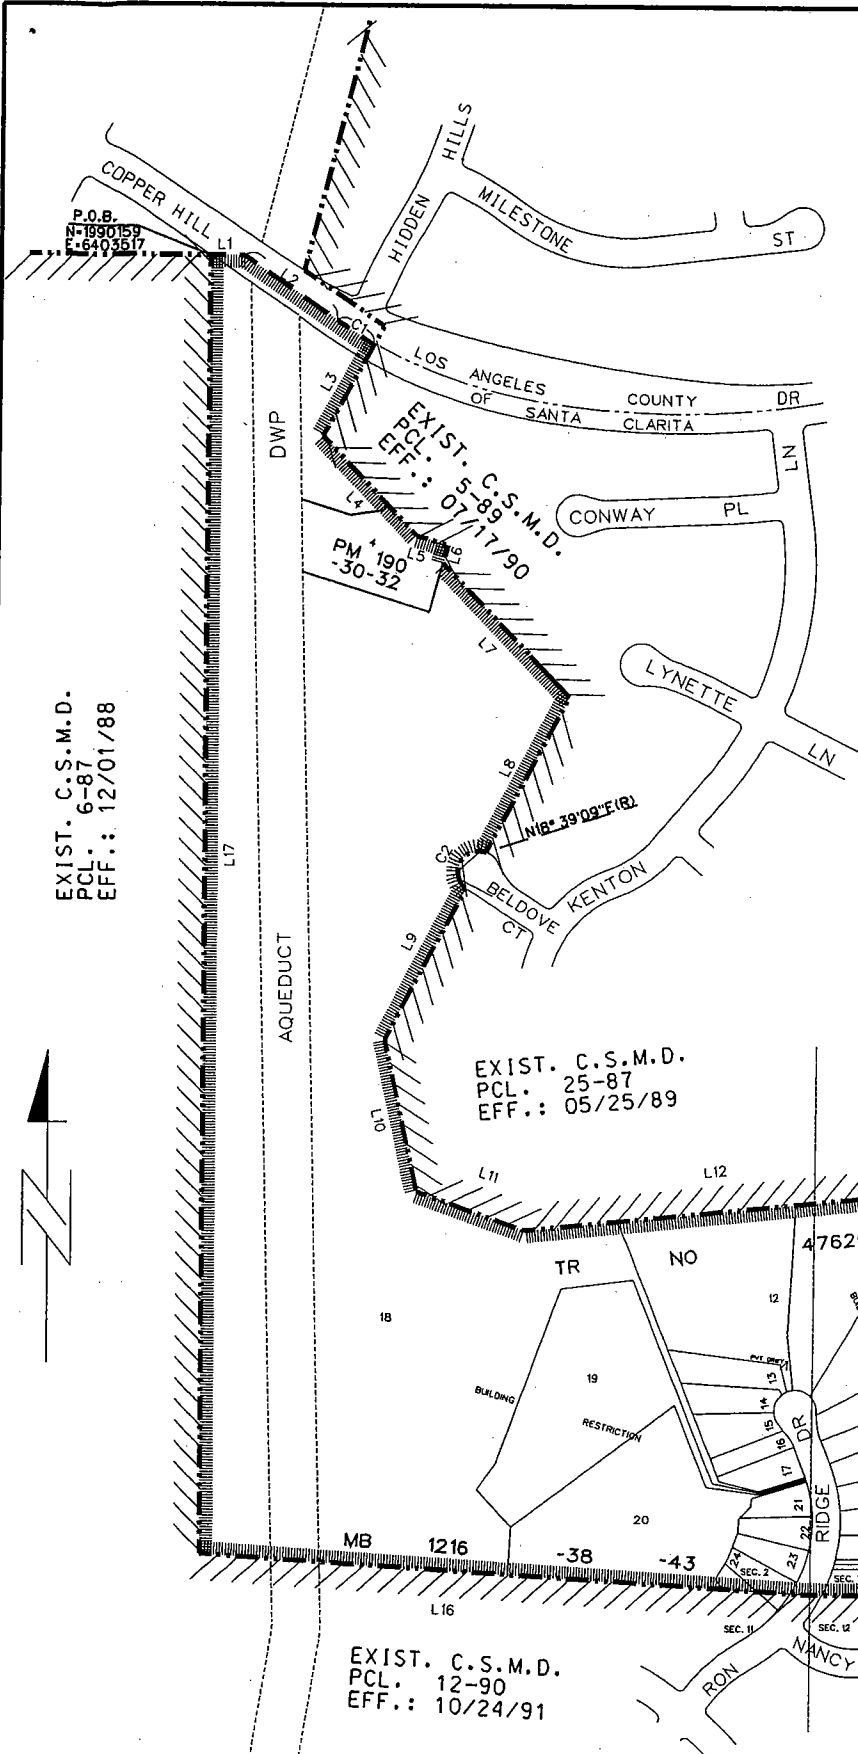 COPPER HILL
P.O.B.
N=1990159
E=6403517
L1
L2
C1
L3
HIDDEN HILLS
MILESTONE ST
LOS ANGELES COUNTY DR
OF SANTA CLARITA
DWP
EXIST. C.S.M.D.
PCL. 5-89
EFF.: 07/17/90
LN
CONWAY PL
L4
L5
L6
PM 190
-30-32
L7
LYNETTE LN
EXIST. C.S.M.D.
PCL. 6-87
EFF.: 12/01/88
L17
L8
N18° 39'09"E(R)
C2
BELDOVE CT
KENTON
L9
AQUEDUCT
EXIST. C.S.M.D.
PCL. 25-87
EFF.: 05/25/89
L10
L11
L12
TR NO 4762
12
18
19
BUILDING
RESTRICTION
13
14
15
16
17
DR
20
21
22
23
24
RIDGE
MB 1216 -38 -43
SEC. 2
SEC.
L16
SEC. 11
SEC. 12
RON
NANCY
EXIST. C.S.M.D.
PCL. 12-90
EFF.: 10/24/91